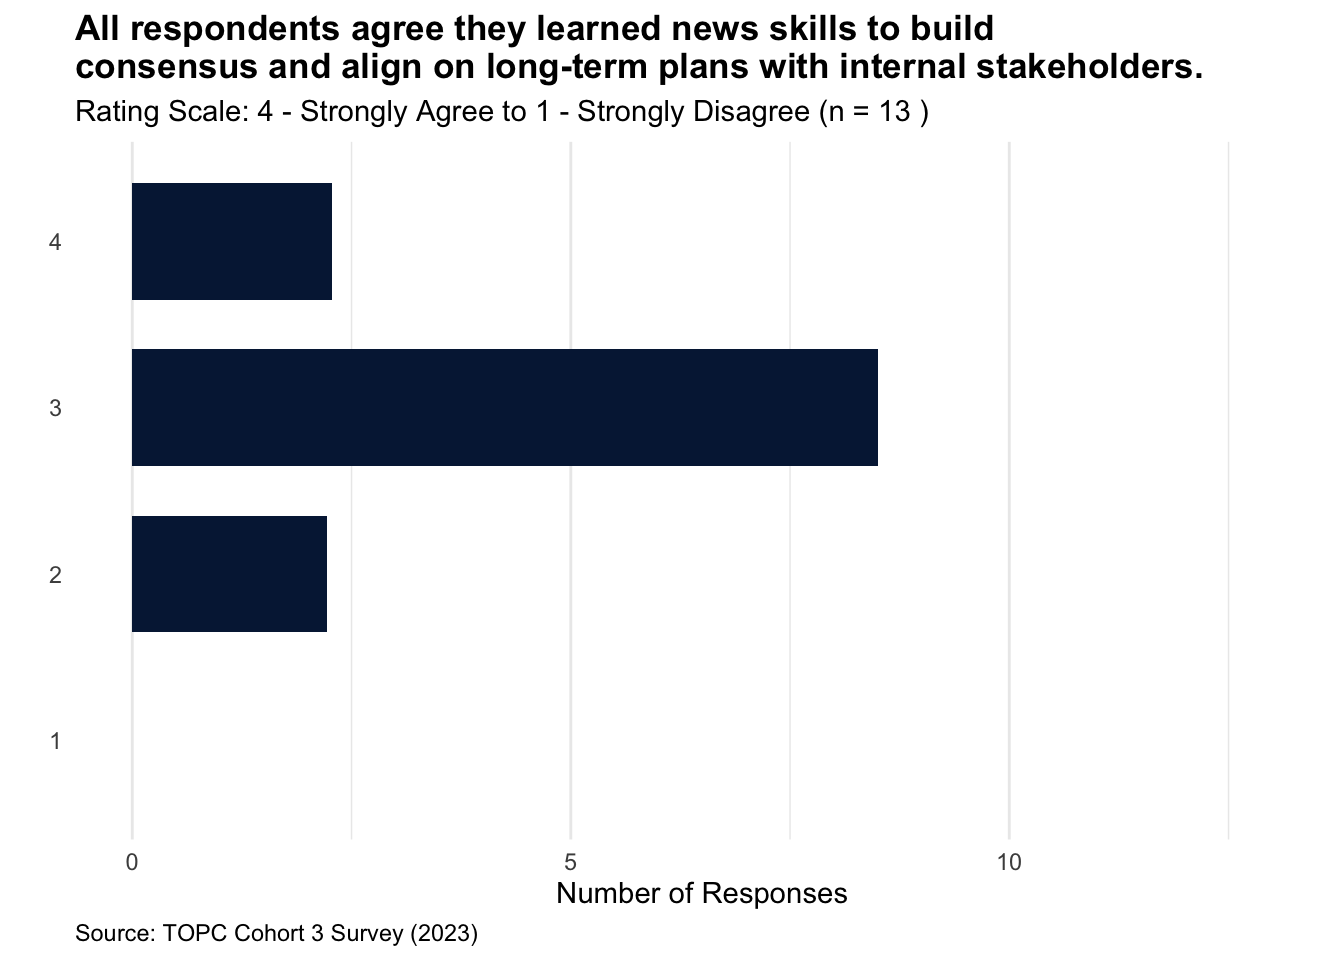 All respondents agree they learned news skills to build
consensus and align on long-term plans with internal stakeholders.
Rating Scale: 4 - Strongly Agree to 1 - Strongly Disagree (n = 13 )
4
3
2
1
0 5 10
Number of Responses
Source: TOPC Cohort 3 Survey (2023)